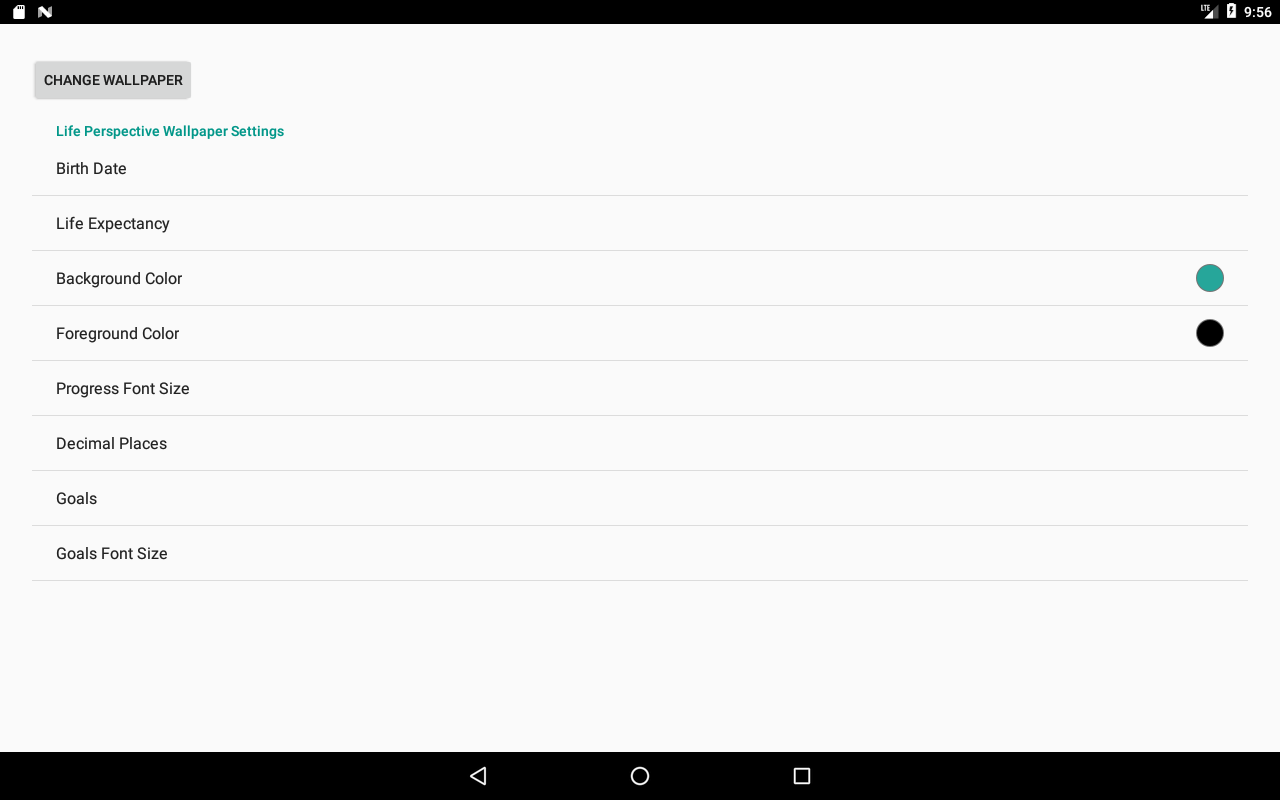 LTE 9:56
CHANGE WALLPAPER
Life Perspective Wallpaper Settings
Birth Date
Life Expectancy
Background Color
Foreground Color
Progress Font Size
Decimal Places
Goals
Goals Font Size